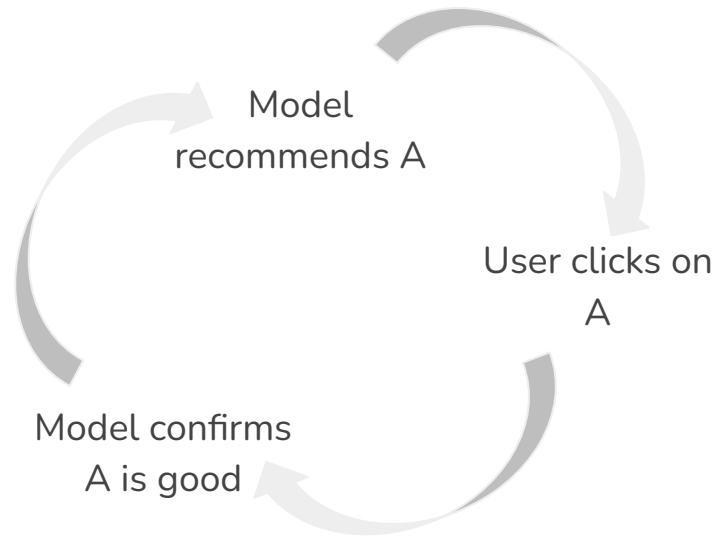 Model
recommends A
User clicks on
A
Model confirms
A is good